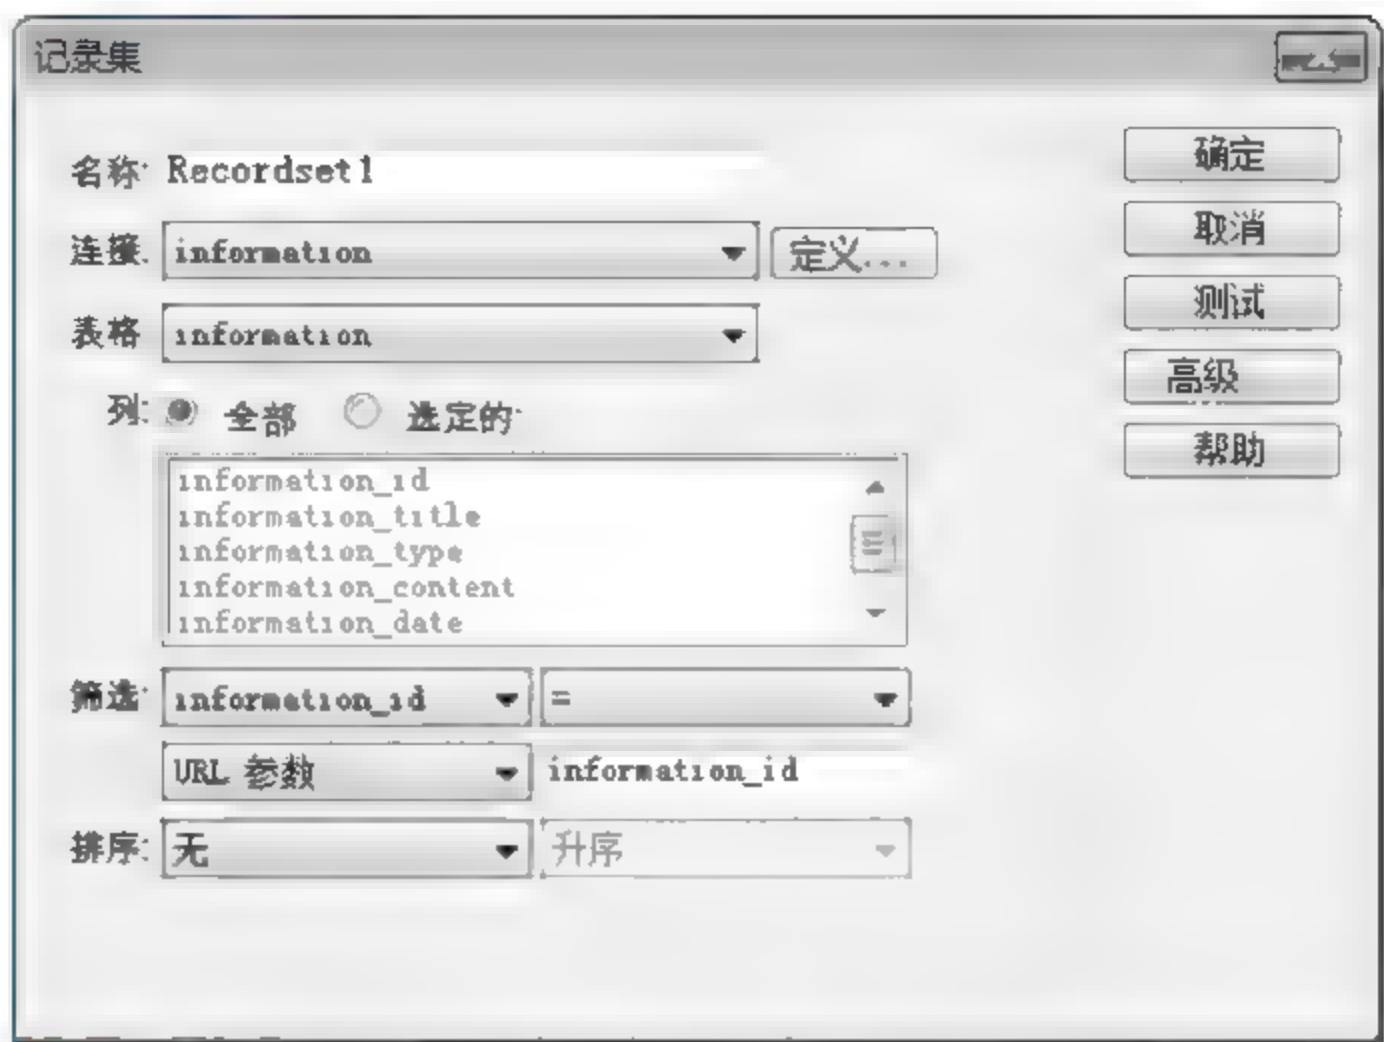 记录集
名称: Recordset1
确定
连接: information 定义...
取消
表格 information
测试
列: 全部 选定的:
高级
information_id
帮助
information_title
information_type
information_content
information_date
筛选: information_id =
URL 参数 information_id
排序: 无 升序